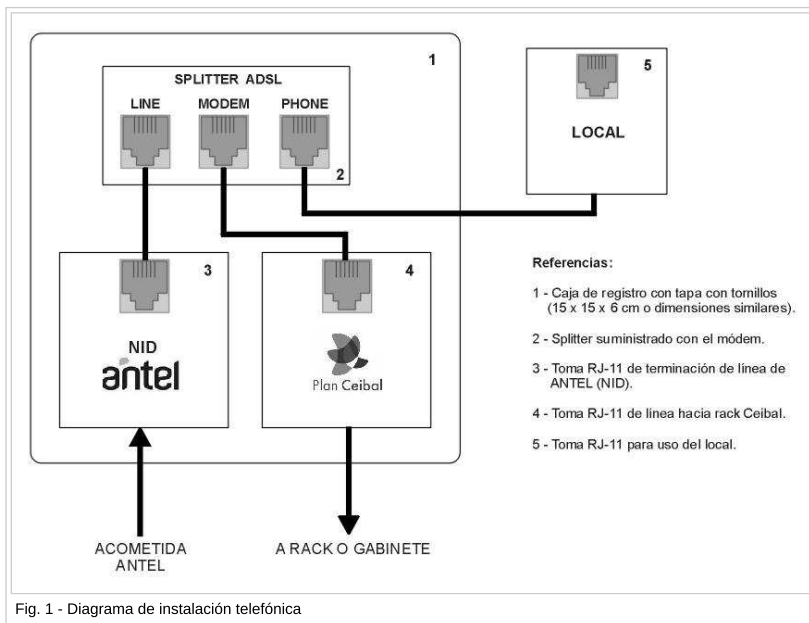 1
SPLITTER ADSL
LINE MODEM PHONE
2
5
LOCAL
3
NID
antel
4
Plan Ceibal
ACOMETIDA
ANTEL
A RACK O GABINETE
Referencias:
1 - Caja de registro con tapa con tornillos
(15 x 15 x 6 cm o dimensiones similares).
2 - Splitter suministrado con el módem.
3 - Toma RJ-11 de terminación de línea de
ANTEL (NID).
4 - Toma RJ-11 de linea hacia rack Ceibal.
5 - Toma RJ-11 para uso del local.
Fig. 1 - Diagrama de instalación telefónica